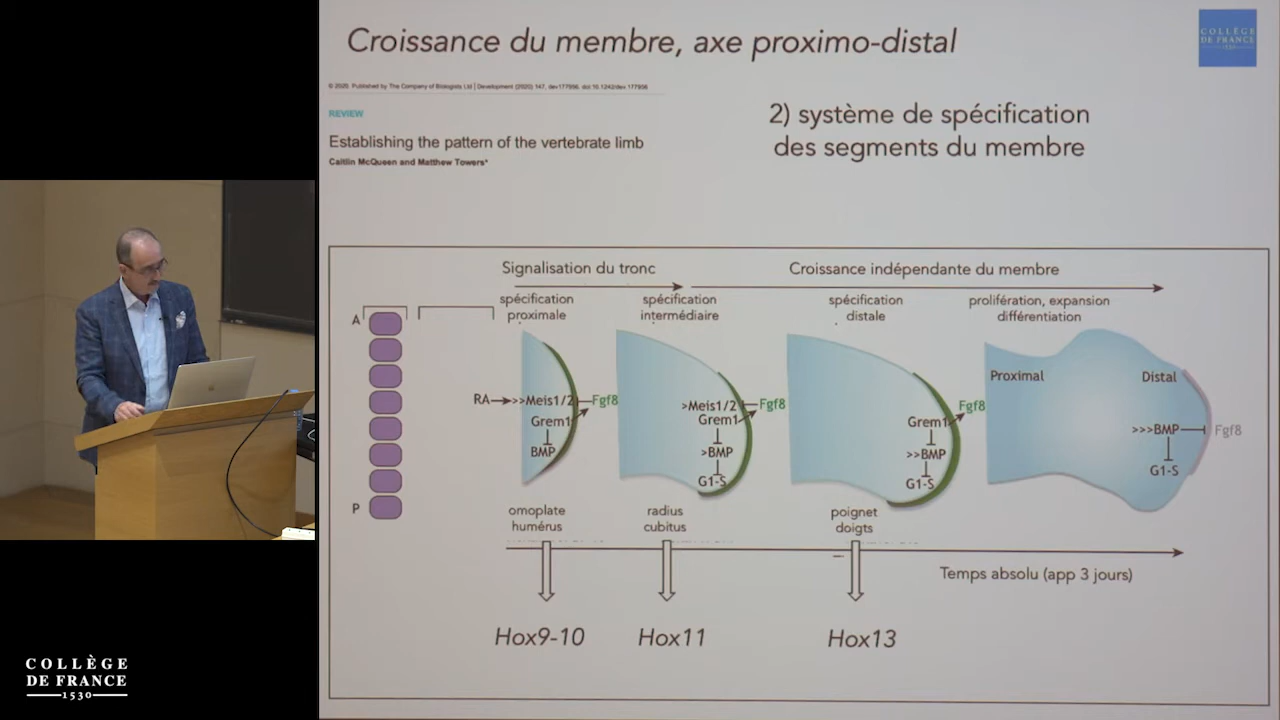 Croissance du membre, axe proximo-distal
COLLÈGE
DE FRANCE
1530
© 2020. Published by The Company of Biologists Ltd | Development (2020) 147, dev177956. doi:10.1242/dev.177956
REVIEW
Establishing the pattern of the vertebrate limb
Caitlin McQueen and Matthew Towers*
2) système de spécification
des segments du membre
Signalisation du tronc
Croissance indépendante du membre
spécification
proximale
spécification
intermédiaire
spécification
distale
prolifération, expansion
différentiation
A
P
RA
>>Meis1/2
Fgf8
Grem1
BMP
>Meis1/2
Fgf8
Grem1
>BMP
G1-S
Fgf8
Grem1
>>BMP
G1-S
Proximal
Distal
>>>BMP
Fgf8
G1-S
omoplate
humérus
radius
cubitus
poignet
doigts
Temps absolu (app 3 jours)
Hox9-10
Hox11
Hox13
COLLÈGE
DE FRANCE
1530